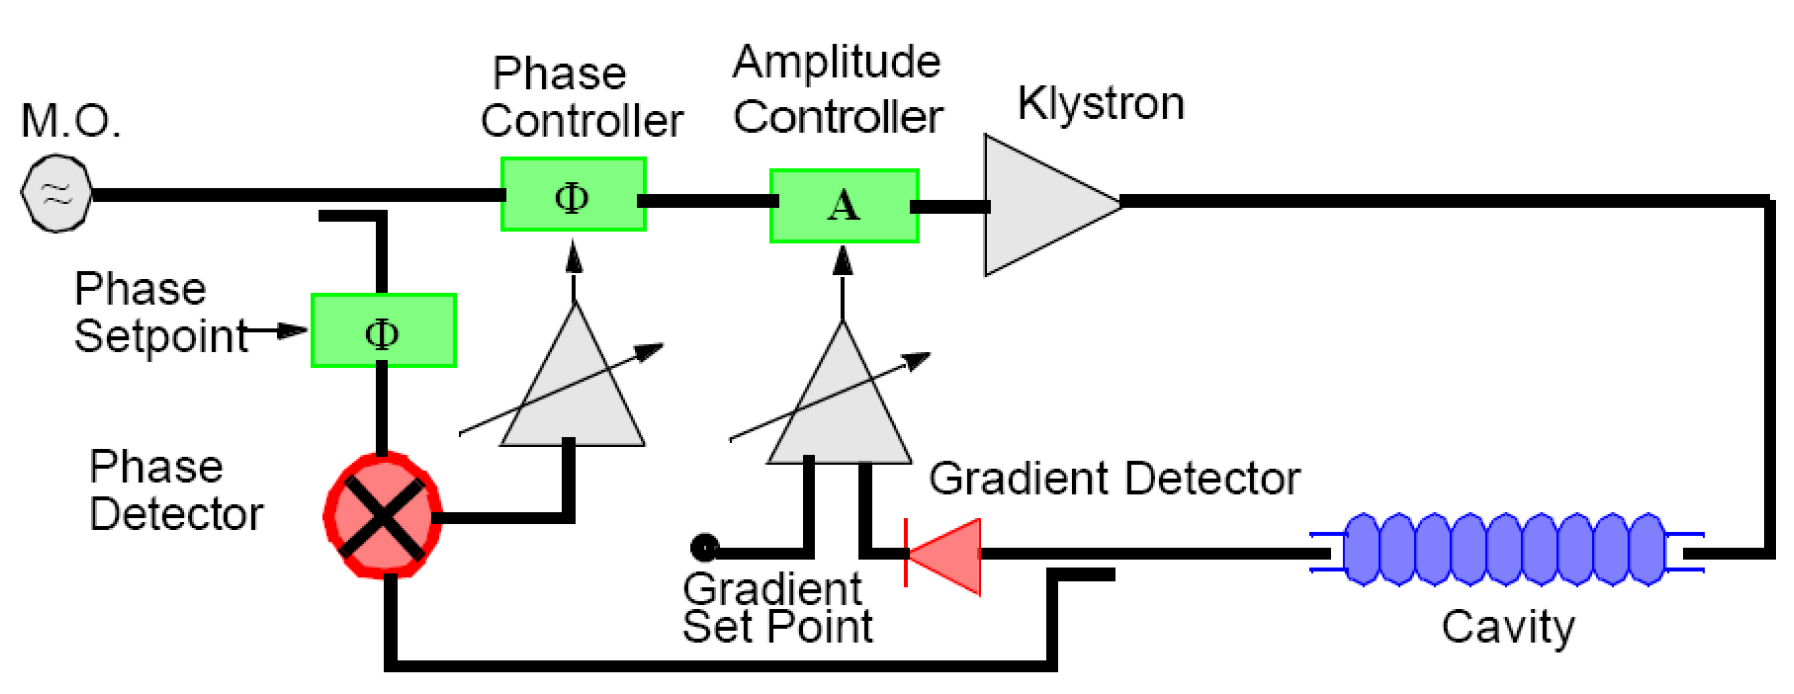 M.O.
Phase
Controller
Amplitude
Controller
Klystron
Φ
A
Phase
Setpoint
Φ
Phase
Detector
Gradient Detector
Gradient
Set Point
Cavity